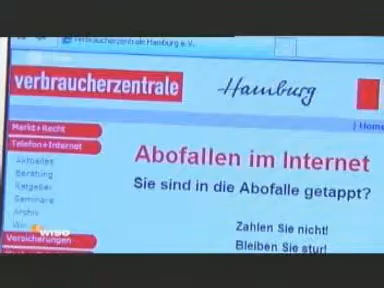 Verbraucherzentrale Hamburg e.V.
verbraucherzentrale
Hamburg
Home
Markt+Recht
Telefon+Internet
Aktuelles
Beratung
Ratgeber
Seminare
Archiv
Abofallen im Internet
Sie sind in die Abofalle getappt?
Zahlen Sie nicht!
Bleiben Sie stur!
WISO
Versicherungen